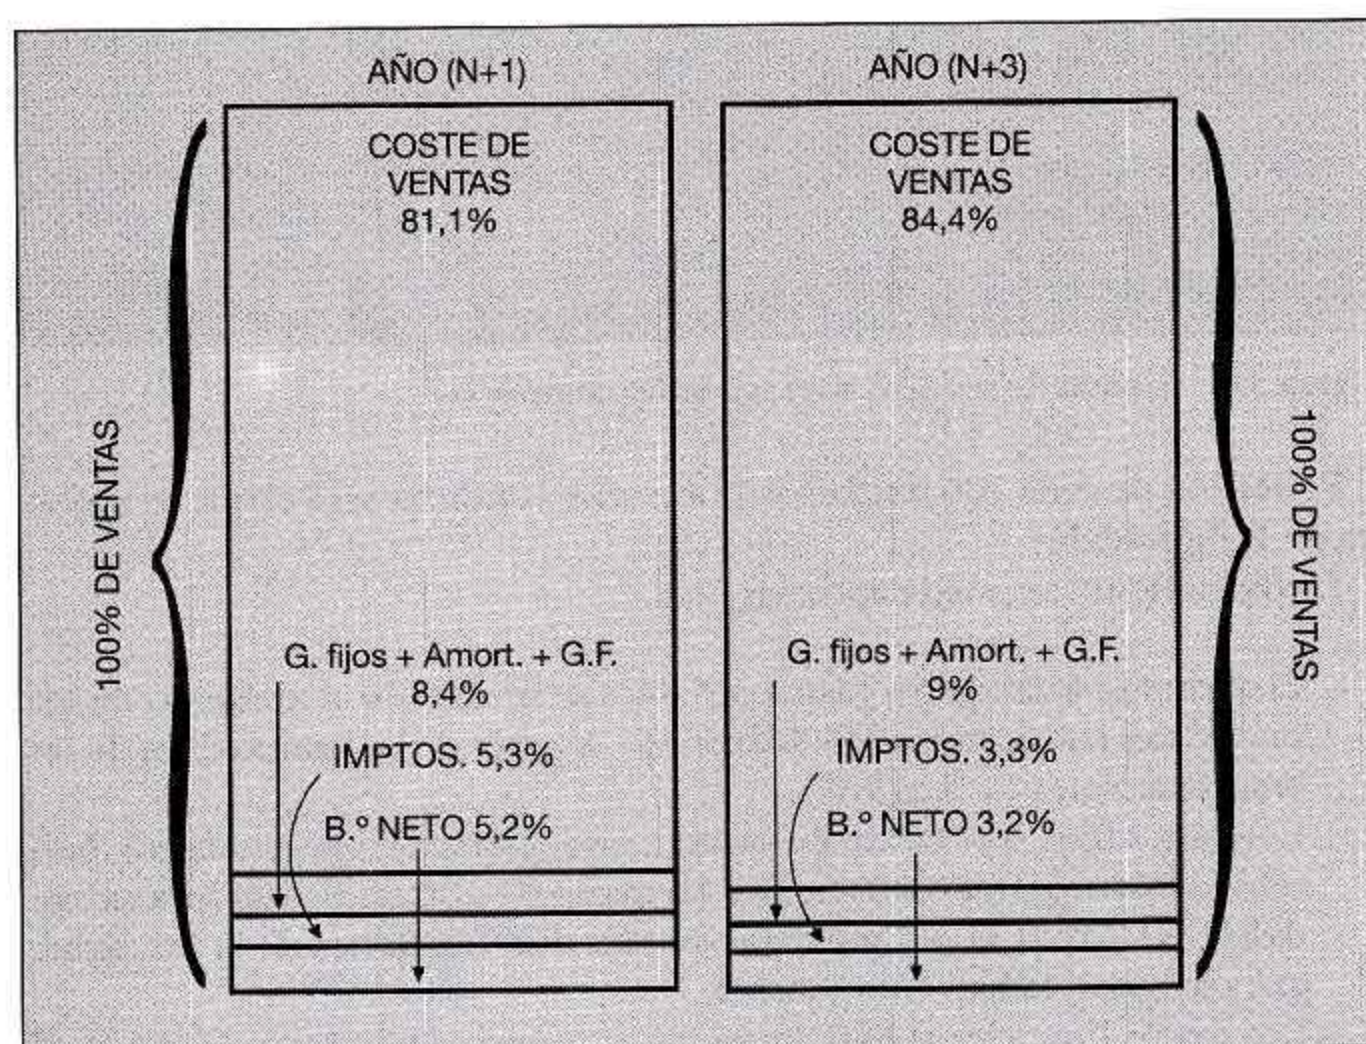 AÑO (N+1)
COSTE DE
VENTAS
81,1%
100% DE VENTAS
G. fijos + Amort. + G.F.
8,4%
IMPTOS. 5,3%
B.º NETO 5,2%
AÑO (N+3)
COSTE DE
VENTAS
84,4%
G. fijos + Amort. + G.F.
9%
IMPTOS. 3,3%
B.º NETO 3,2%
100% DE VENTAS